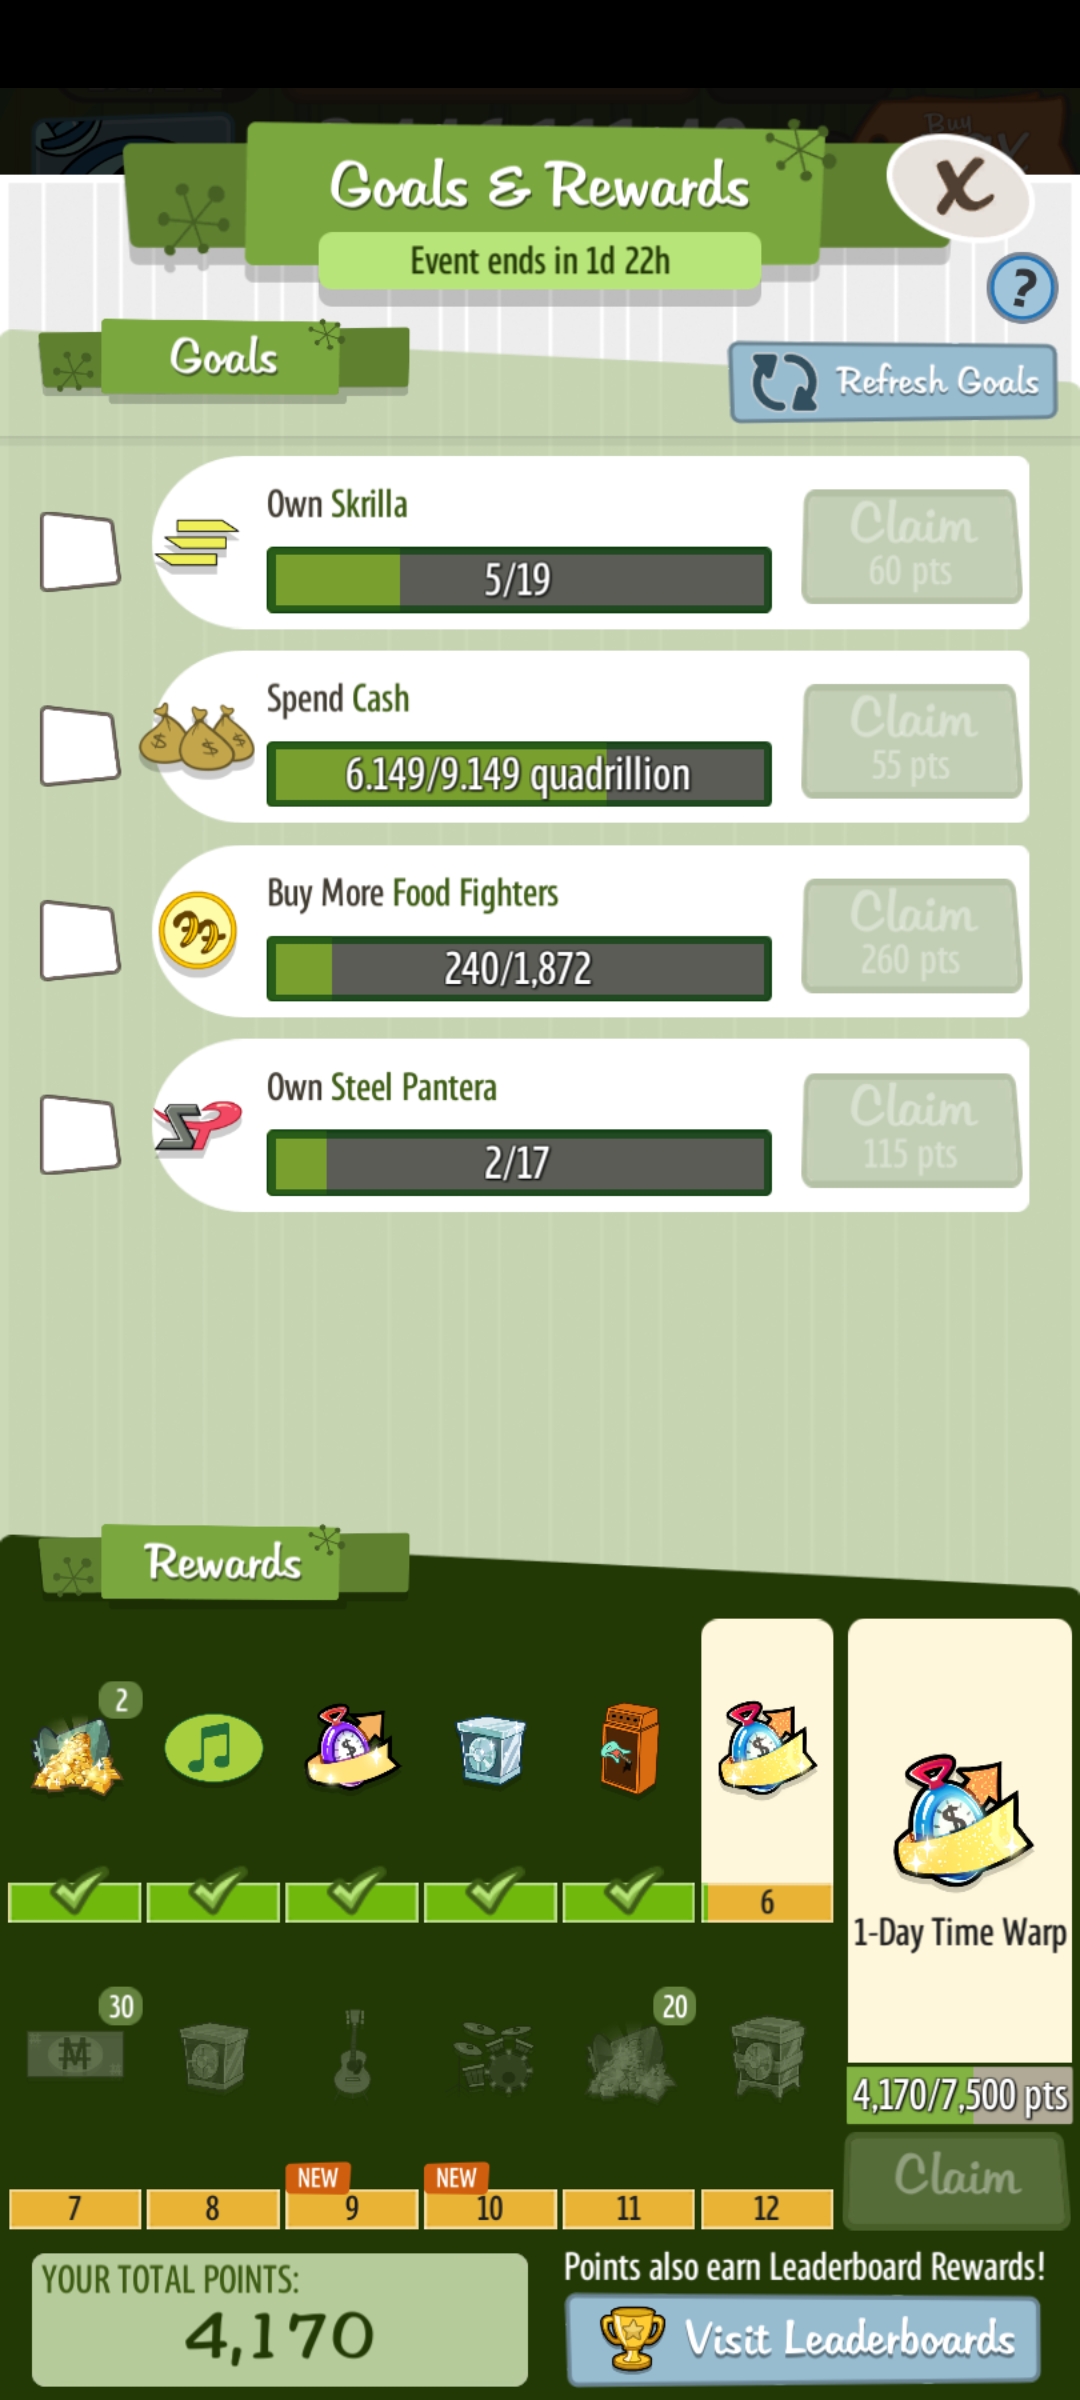 Buy
Goals & Rewards
X
Event ends in 1d 22h
?
Goals
Refresh Goals
Own Skrilla
5/19
Claim
60 pts
Spend Cash
6.149/9.149 quadrillion
Claim
55 pts
Buy More Food Fighters
240/1,872
Claim
260 pts
Own Steel Pantera
2/17
Claim
115 pts
Rewards
2
6
1-Day Time Warp
30
20
4,170/7,500 pts
Claim
NEW
NEW
7
8
9
10
11
12
YOUR TOTAL POINTS:
4,170
Points also earn Leaderboard Rewards!
Visit Leaderboards